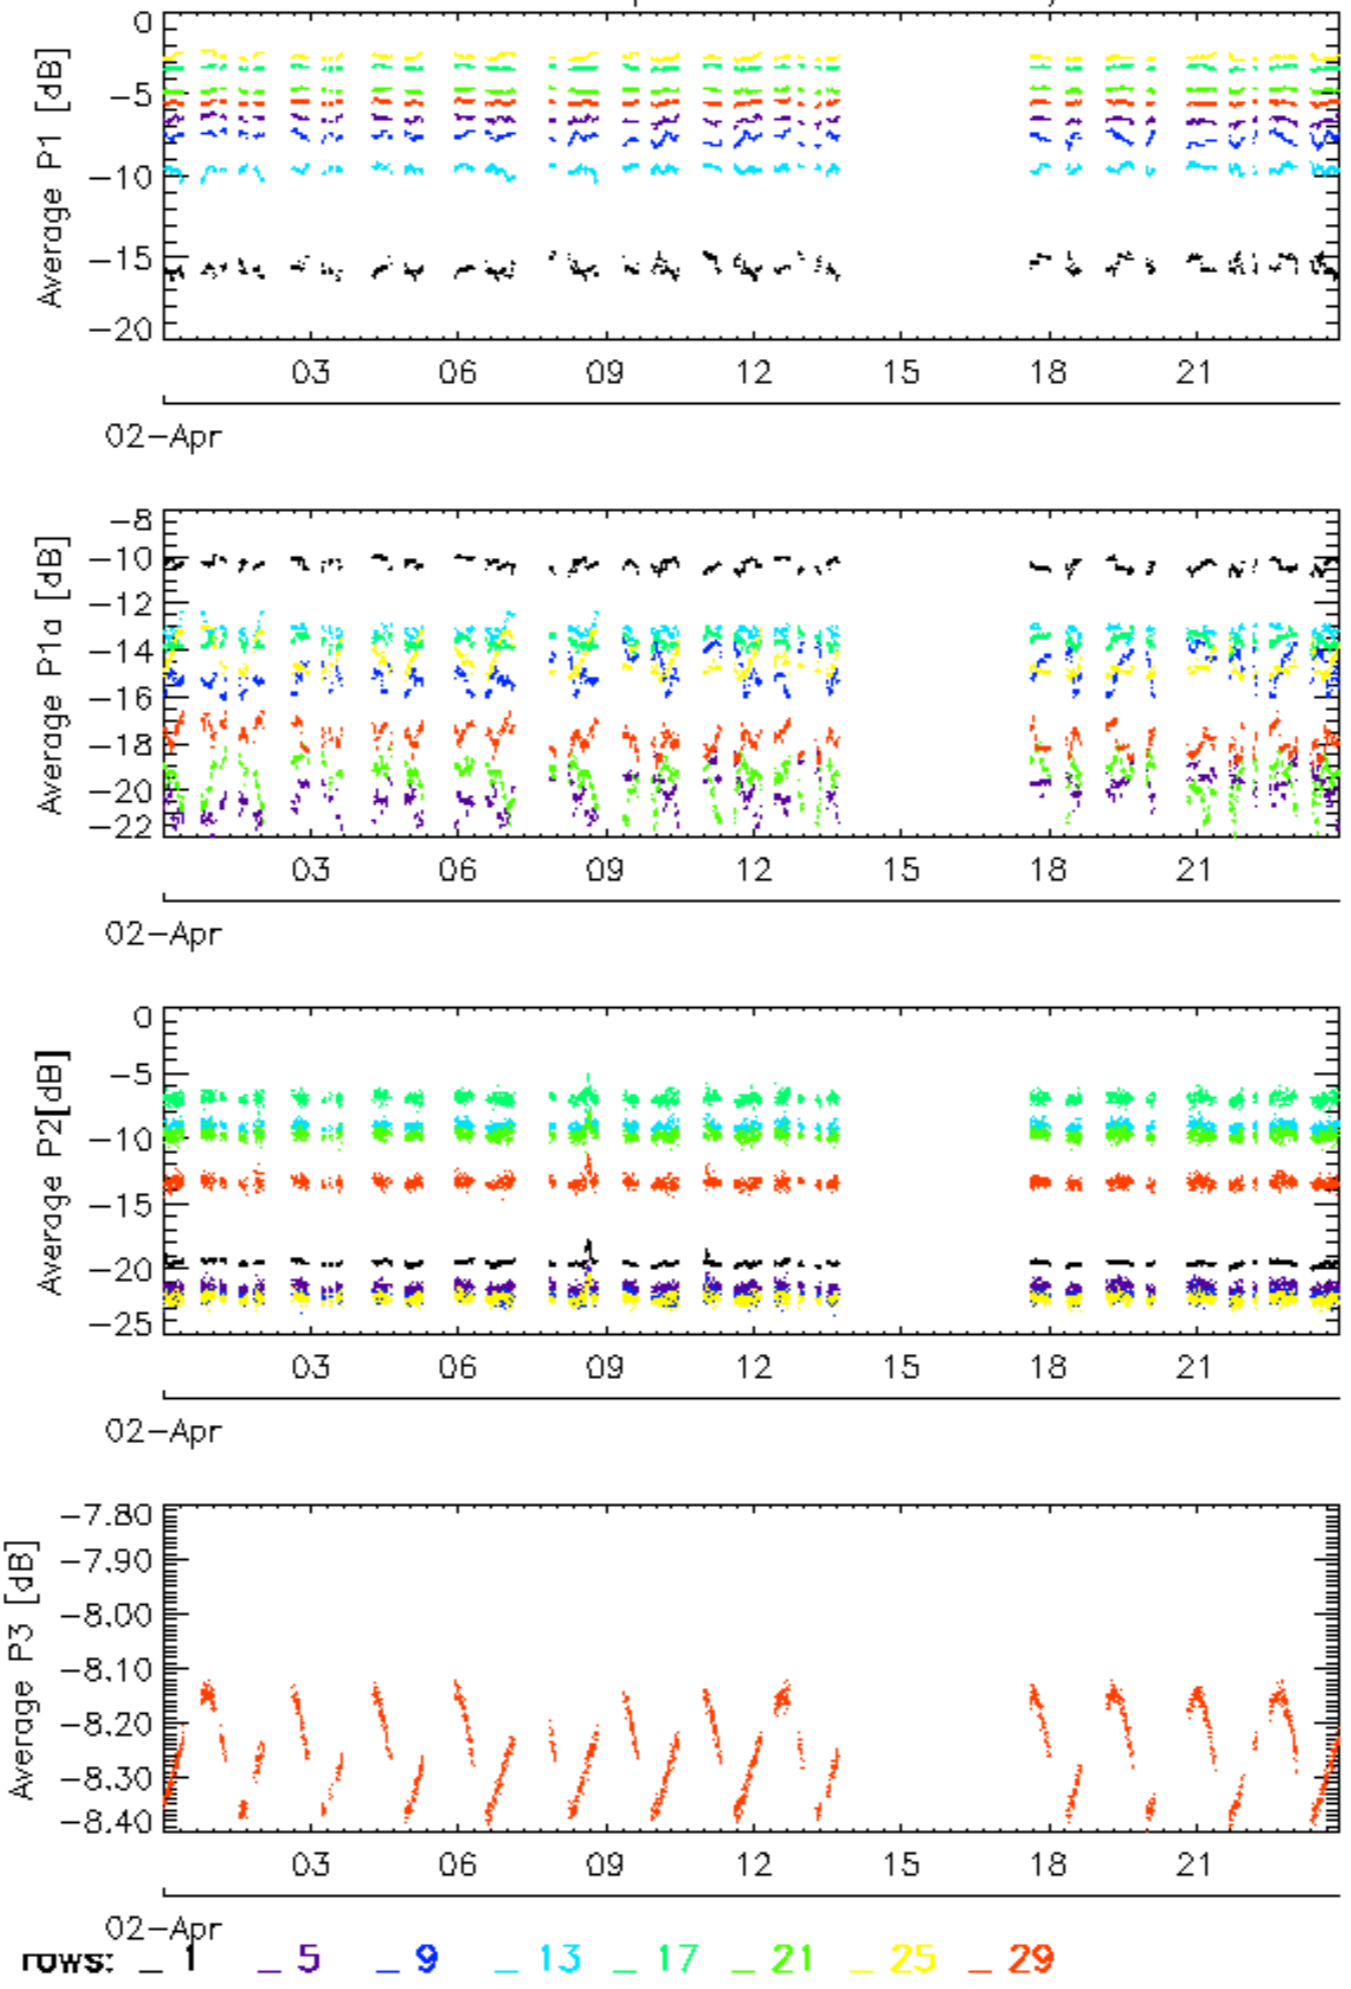 Average P1 [dB]
0
−5
−10
−15
−20
03 06 09 12 15 18 21
02−Apr
Average P1a [dB]
−8
−10
−12
−14
−16
−18
−20
−22
03 06 09 12 15 18 21
02−Apr
Average P2[dB]
0
−5
−10
−15
−20
−25
03 06 09 12 15 18 21
02−Apr
Average P3 [dB]
−7.80
−7.90
−8.00
−8.10
−8.20
−8.30
−8.40
03 06 09 12 15 18 21
02−Apr
rows: _ 1 _ 5 _ 9 _ 13 _ 17 _ 21 _ 25 _ 29